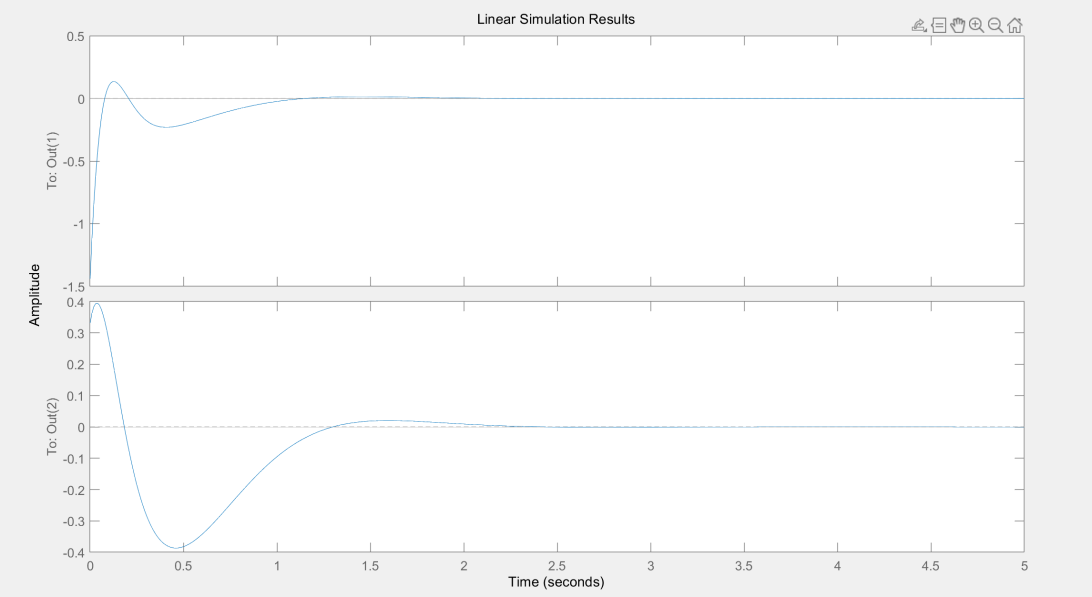 Linear Simulation Results
0.5
0
-0.5
-1
-1.5
To: Out(1)
Amplitude
0.4
0.3
0.2
0.1
0
-0.1
-0.2
-0.3
-0.4
To: Out(2)
0 0.5 1 1.5 2 2.5 3 3.5 4 4.5 5
Time (seconds)